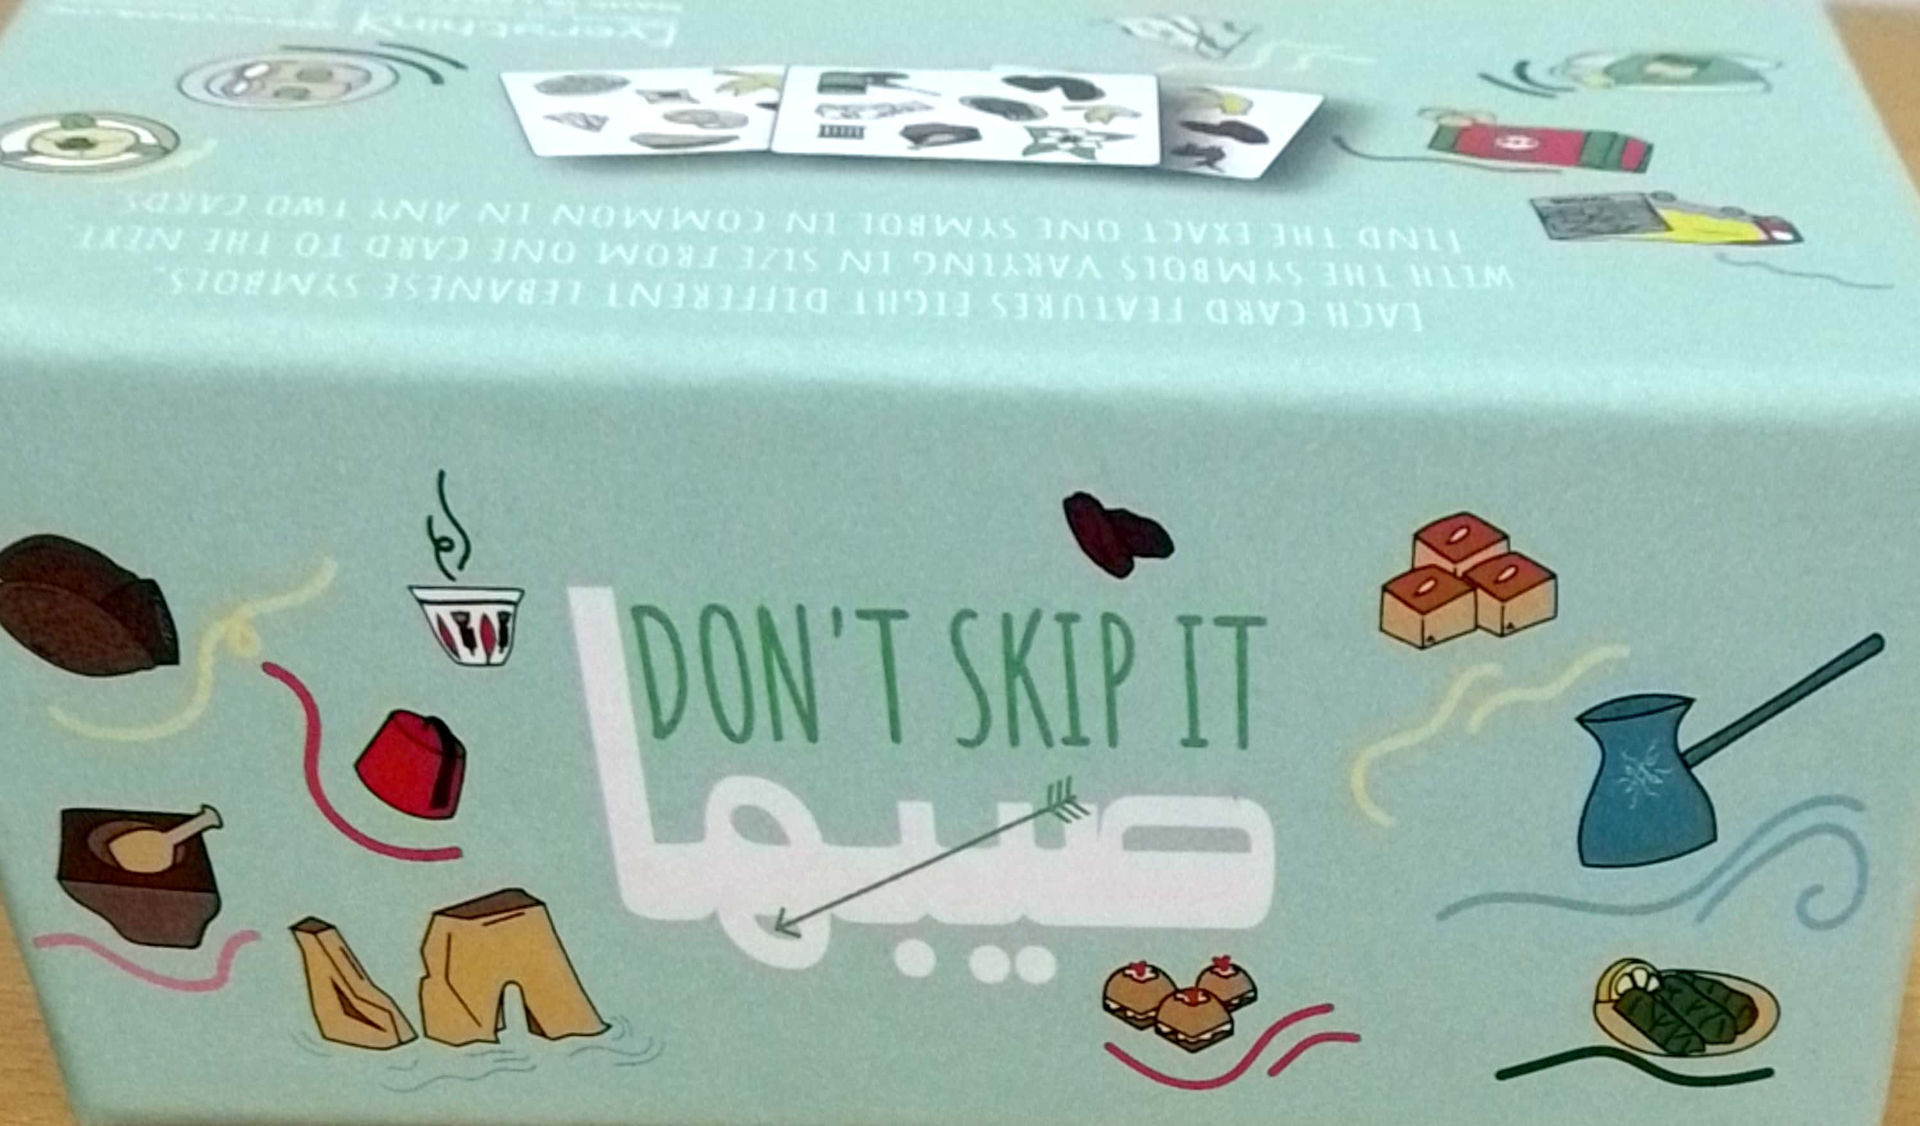 EACH CARD FEATURES EIGHT DIFFERENT LEBANESE SYMBOLS,
WITH THE SYMBOLS VARYING IN SIZE FROM ONE CARD TO THE NEXT.
FIND THE EXACT ONE SYMBOL IN COMMON IN ANY TWO CARDS
DON'T SKIP IT
صيبها